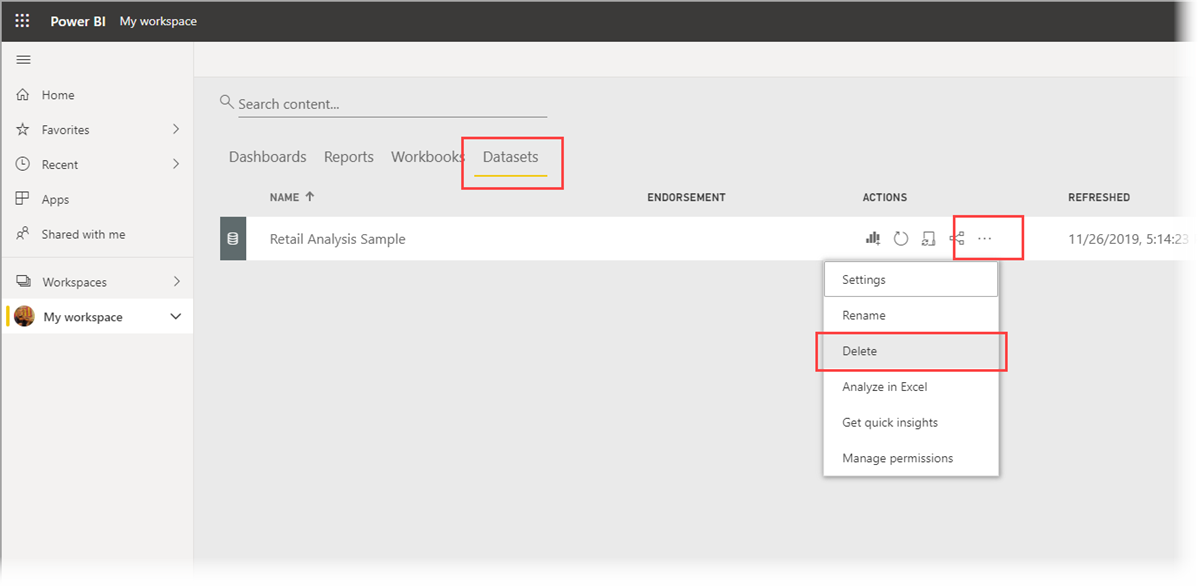 Power BI My workspace
Home
Favorites
Recent
Apps
Shared with me
Workspaces
My workspace
Search content...
Dashboards Reports Workbooks Datasets
NAME ENDORSEMENT ACTIONS REFRESHED
Retail Analysis Sample ... 11/26/2019, 5:14:23
Settings
Rename
Delete
Analyze in Excel
Get quick insights
Manage permissions